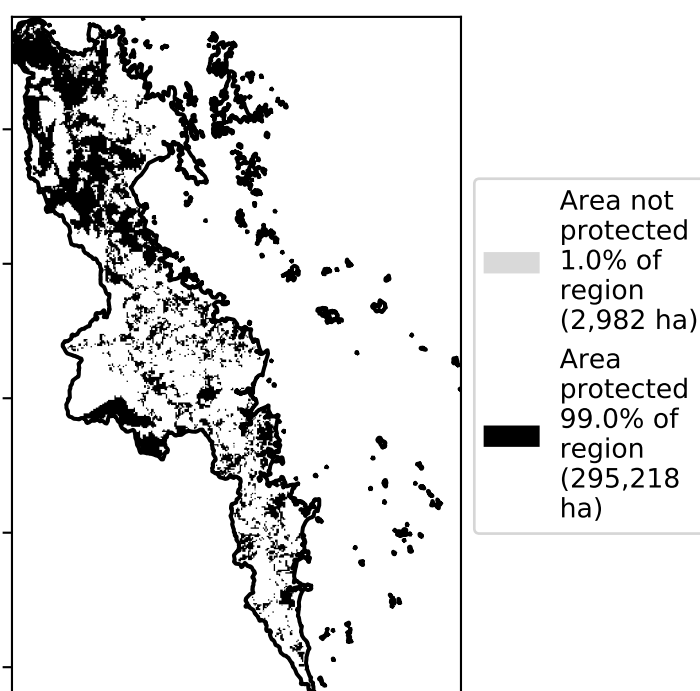 Area not
protected
1.0% of
region
(2,982 ha)
Area
protected
99.0% of
region
(295,218
ha)